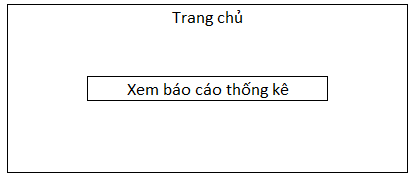 Trang chủ
Xem báo cáo thống kê